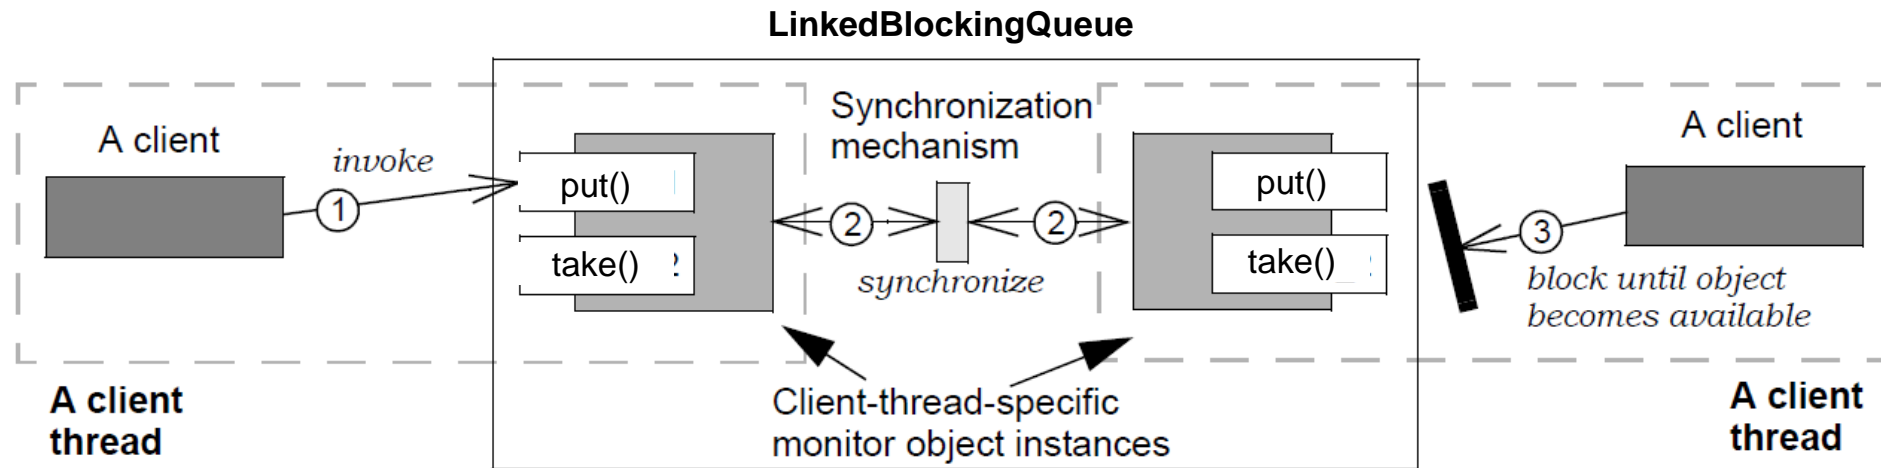 LinkedBlockingQueue
A client
invoke
1
put()
take()
2
Synchronization
mechanism
2
synchronize
2
put()
take()
A client
3
block until object
becomes available
A client
thread
Client-thread-specific
monitor object instances
A client
thread